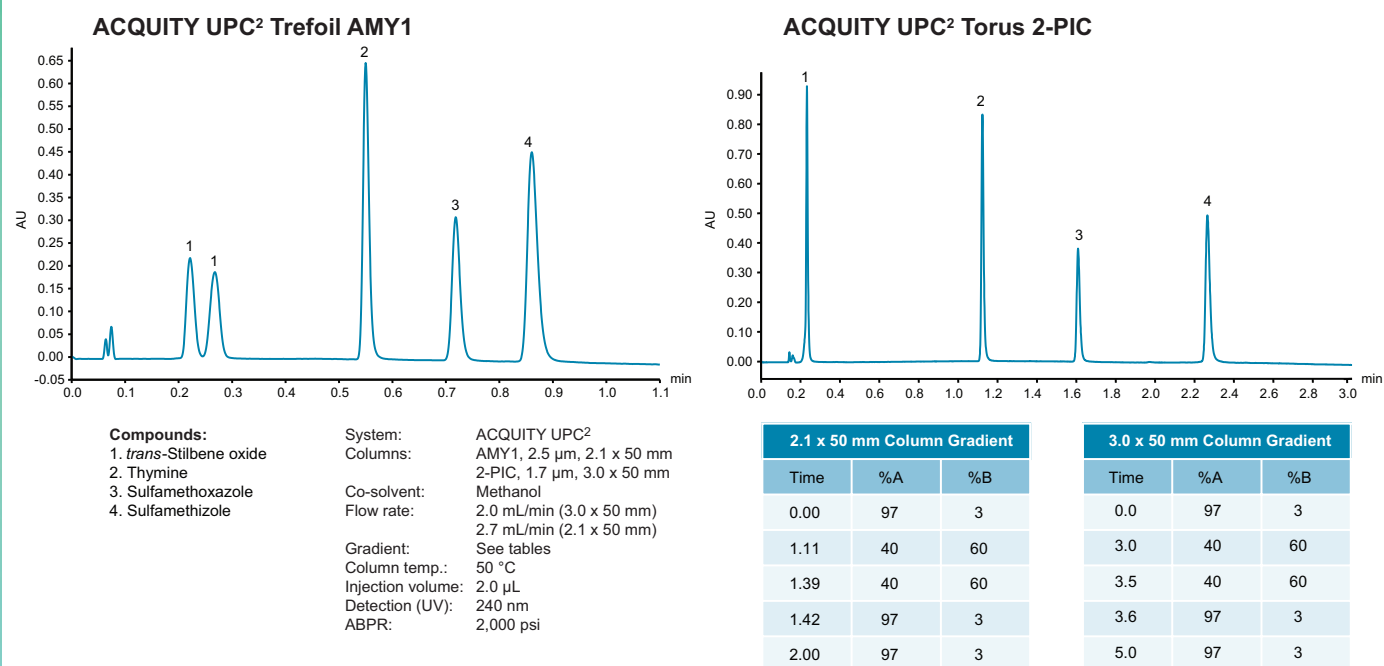 ACQUITY UPC² Trefoil AMY1
0.65
0.60
0.55
0.50
0.45
0.40
0.35
0.30
0.25
0.20
0.15
0.10
0.05
0.00
-0.05
AU
1
1
2
3
4
0.0 0.1 0.2 0.3 0.4 0.5 0.6 0.7 0.8 0.9 1.0 1.1
min
ACQUITY UPC² Torus 2-PIC
0.90
0.80
0.70
0.60
0.50
0.40
0.30
0.20
0.10
0.00
AU
1
2
3
4
0.0 0.2 0.4 0.6 0.8 1.0 1.2 1.4 1.6 1.8 2.0 2.2 2.4 2.6 2.8 3.0
min
Compounds:
1. trans-Stilbene oxide
2. Thymine
3. Sulfamethoxazole
4. Sulfamethizole
System: ACQUITY UPC²
Columns: AMY1, 2.5 µm, 2.1 x 50 mm
2-PIC, 1.7 µm, 3.0 x 50 mm
Co-solvent: Methanol
Flow rate: 2.0 mL/min (3.0 x 50 mm)
2.7 mL/min (2.1 x 50 mm)
Gradient: See tables
Column temp.: 50 °C
Injection volume: 2.0 µL
Detection (UV): 240 nm
ABPR: 2,000 psi
2.1 x 50 mm Column Gradient
Time %A %B
0.00 97 3
1.11 40 60
1.39 40 60
1.42 97 3
2.00 97 3
3.0 x 50 mm Column Gradient
Time %A %B
0.0 97 3
3.0 40 60
3.5 40 60
3.6 97 3
5.0 97 3